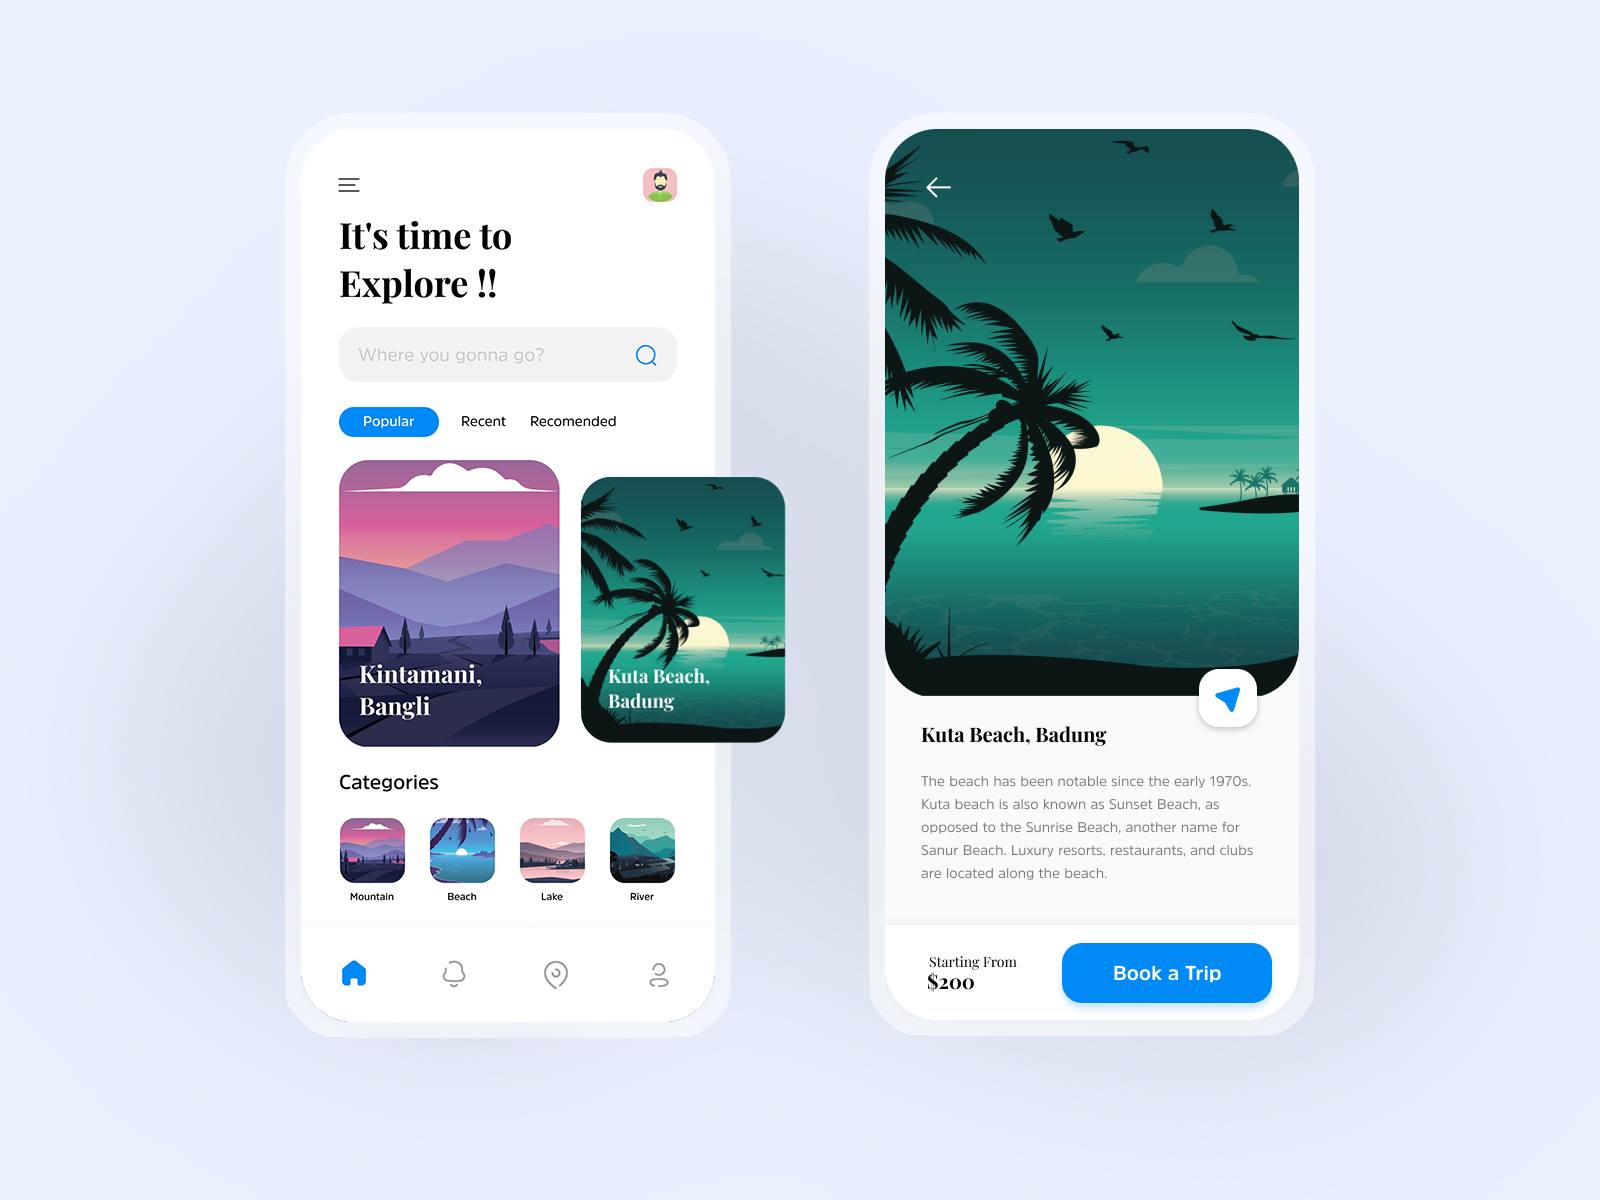 It's time to
Explore !!
Where you gonna go?
Popular Recent Recomended
Kintamani,
Bangli
Kuta Beach,
Badung
Categories
Mountain Beach Lake River
Kuta Beach, Badung
The beach has been notable since the early 1970s.
Kuta beach is also known as Sunset Beach, as
opposed to the Sunrise Beach, another name for
Sanur Beach. Luxury resorts, restaurants, and clubs
are located along the beach.
Starting From
$200
Book a Trip